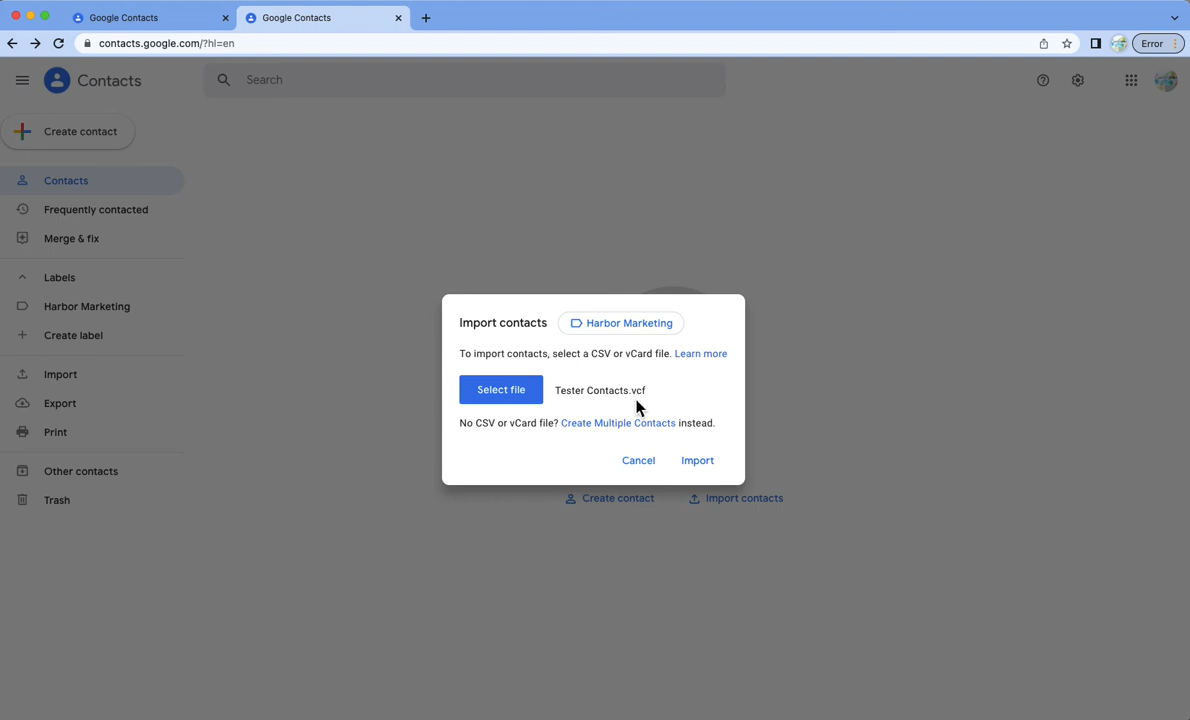 Google Contacts
Google Contacts
contacts.google.com/?hl=en
Error
Contacts
Search
Create contact
Contacts
Frequently contacted
Merge & fix
Labels
Harbor Marketing
Create label
Import
Export
Print
Other contacts
Trash
Import contacts
Harbor Marketing
To import contacts, select a CSV or vCard file. Learn more
Select file
Tester Contacts.vcf
No CSV or vCard file? Create Multiple Contacts instead.
Cancel
Import
Create contact
Import contacts